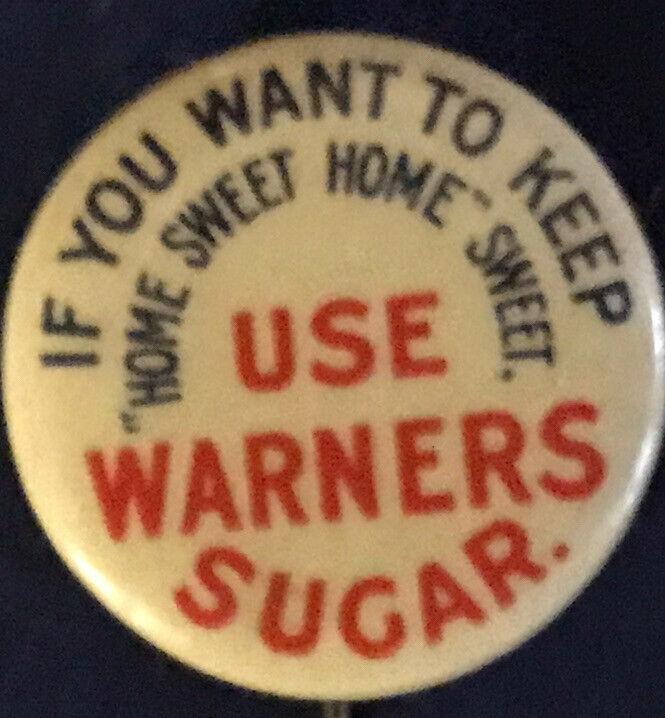 IF YOU WANT TO KEEP
"HOME SWEET HOME" SWEET.
USE
WARNERS
SUGAR.